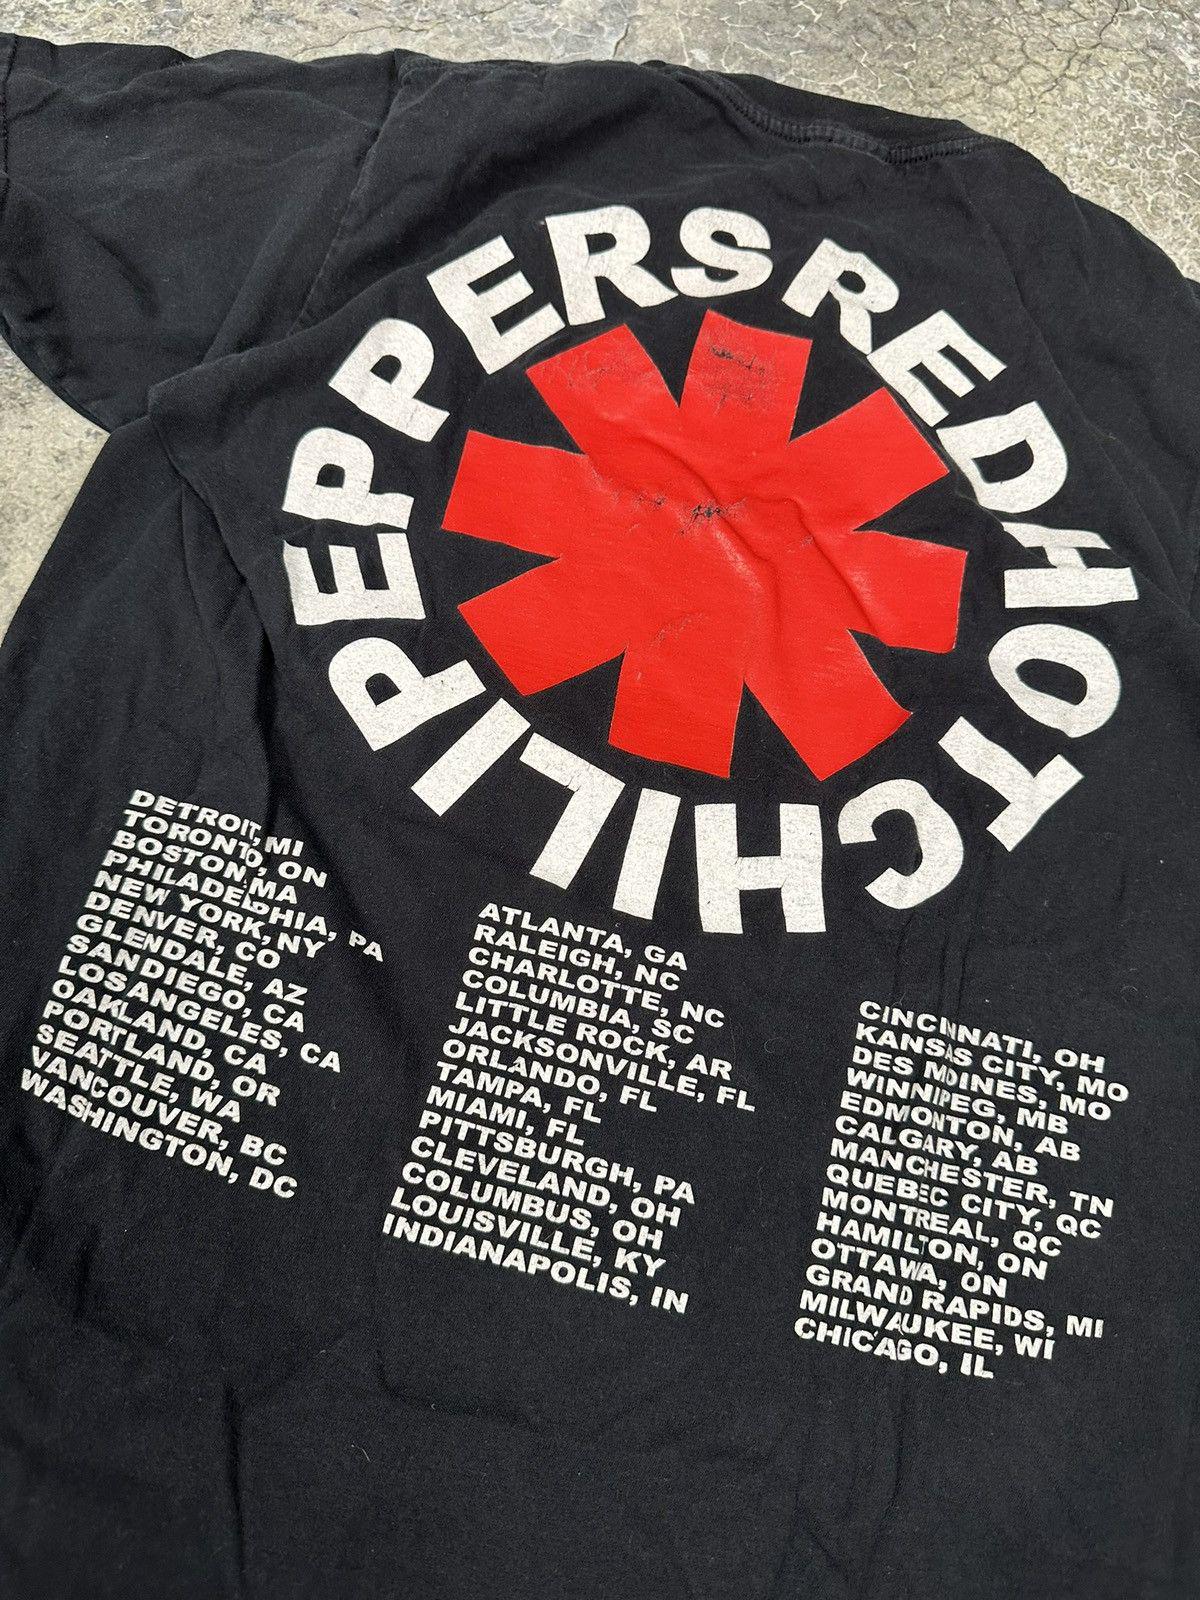 RED HOT CHILI PEPPERS
DETROIT, MI
TORONTO, ON
BOSTON, MA
PHILADELPHIA, PA
NEW YORK, NY
DENVER, CO
GLENDALE, AZ
SANDIEGO, CA
LOSANGELES, CA
OAKLAND, CA
PORTLAND, OR
SEATTLE, WA
VANCOUVER, BC
WASHINGTON, DC
ATLANTA, GA
RALEIGH, NC
CHARLOTTE, NC
COLUMBIA, SC
LITTLE ROCK, AR
JACKSONVILLE, FL
ORLANDO, FL
TAMPA, FL
MIAMI, FL
PITTSBURGH, PA
CLEVELAND, OH
COLUMBUS, OH
LOUISVILLE, KY
INDIANAPOLIS, IN
CINCINNATI, OH
KANSAS CITY, MO
DES MOINES, MO
WINNIPEG, MB
EDMONTON, AB
CALGARY, AB
MANCHESTER, TN
QUEBEC CITY, QC
MONTREAL, QC
HAMILTON, ON
OTTAWA, ON
GRAND RAPIDS, MI
MILWAUKEE, WI
CHICAGO, IL